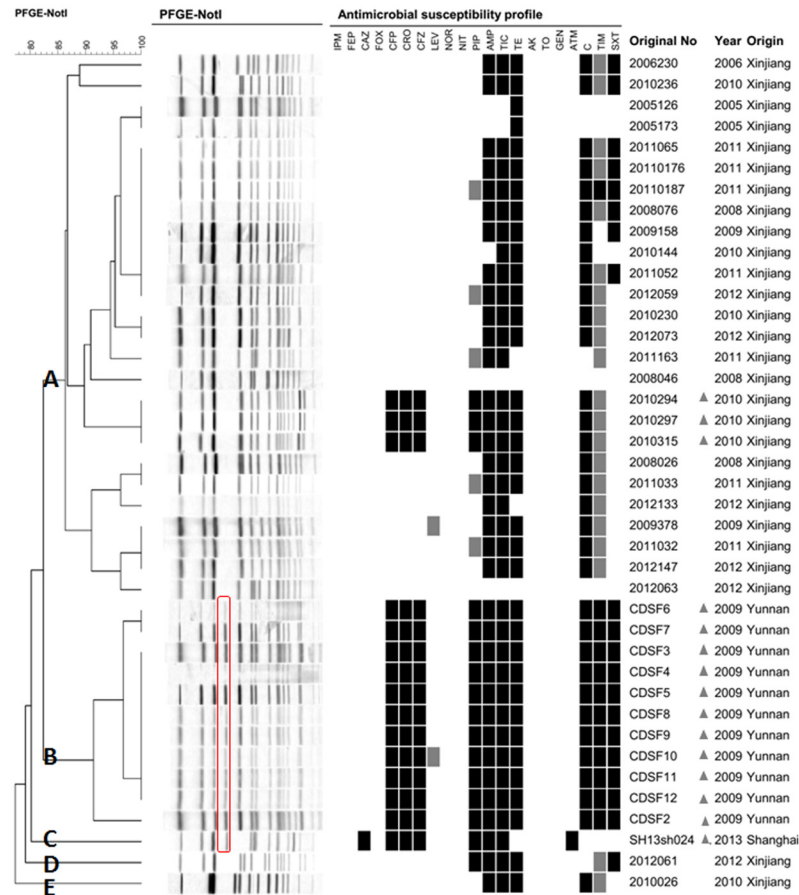 PFGE-NotI PFGE-NotI Antimicrobial susceptibility profile
80 85 90 95 100
IPM FEP CAZ FOX CFP CRO CFZ LEV NOR NIT PIP AMP TIC TE AK TO GEN ATM C TIM SXT
Original No Year Origin
2006230 2006 Xinjiang
2010236 2010 Xinjiang
2005126 2005 Xinjiang
2005173 2005 Xinjiang
2011065 2011 Xinjiang
20110176 2011 Xinjiang
20110187 2011 Xinjiang
2008076 2008 Xinjiang
2009158 2009 Xinjiang
2010144 2010 Xinjiang
2011052 2011 Xinjiang
2012059 2012 Xinjiang
2010230 2010 Xinjiang
2012073 2012 Xinjiang
2011163 2011 Xinjiang
A 2008046 2008 Xinjiang
2010294 2010 Xinjiang
2010297 2010 Xinjiang
2010315 2010 Xinjiang
2008026 2008 Xinjiang
2011033 2011 Xinjiang
2012133 2012 Xinjiang
2009378 2009 Xinjiang
2011032 2011 Xinjiang
2012147 2012 Xinjiang
2012063 2012 Xinjiang
CDSF6 2009 Yunnan
CDSF7 2009 Yunnan
CDSF3 2009 Yunnan
CDSF4 2009 Yunnan
CDSF5 2009 Yunnan
CDSF8 2009 Yunnan
CDSF9 2009 Yunnan
B CDSF10 2009 Yunnan
CDSF11 2009 Yunnan
CDSF12 2009 Yunnan
CDSF2 2009 Yunnan
C SH13sh024 2013 Shanghai
D 2012061 2012 Xinjiang
E 2010026 2010 Xinjiang